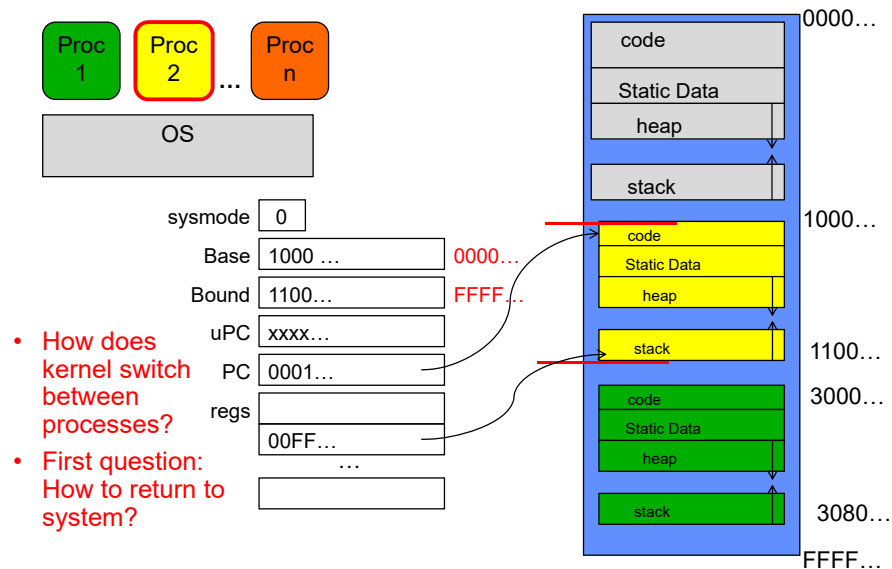 Proc
1
Proc
2
...
Proc
n
OS
sysmode 0
Base 1000 … 0000…
Bound 1100… FFFF…
uPC xxxx…
PC 0001…
regs
00FF…
…
• How does
kernel switch
between
processes?
• First question:
How to return to
system?
0000…
code
Static Data
heap
stack
1000…
code
Static Data
heap
stack
1100…
3000…
code
Static Data
heap
stack
3080…
FFFF…